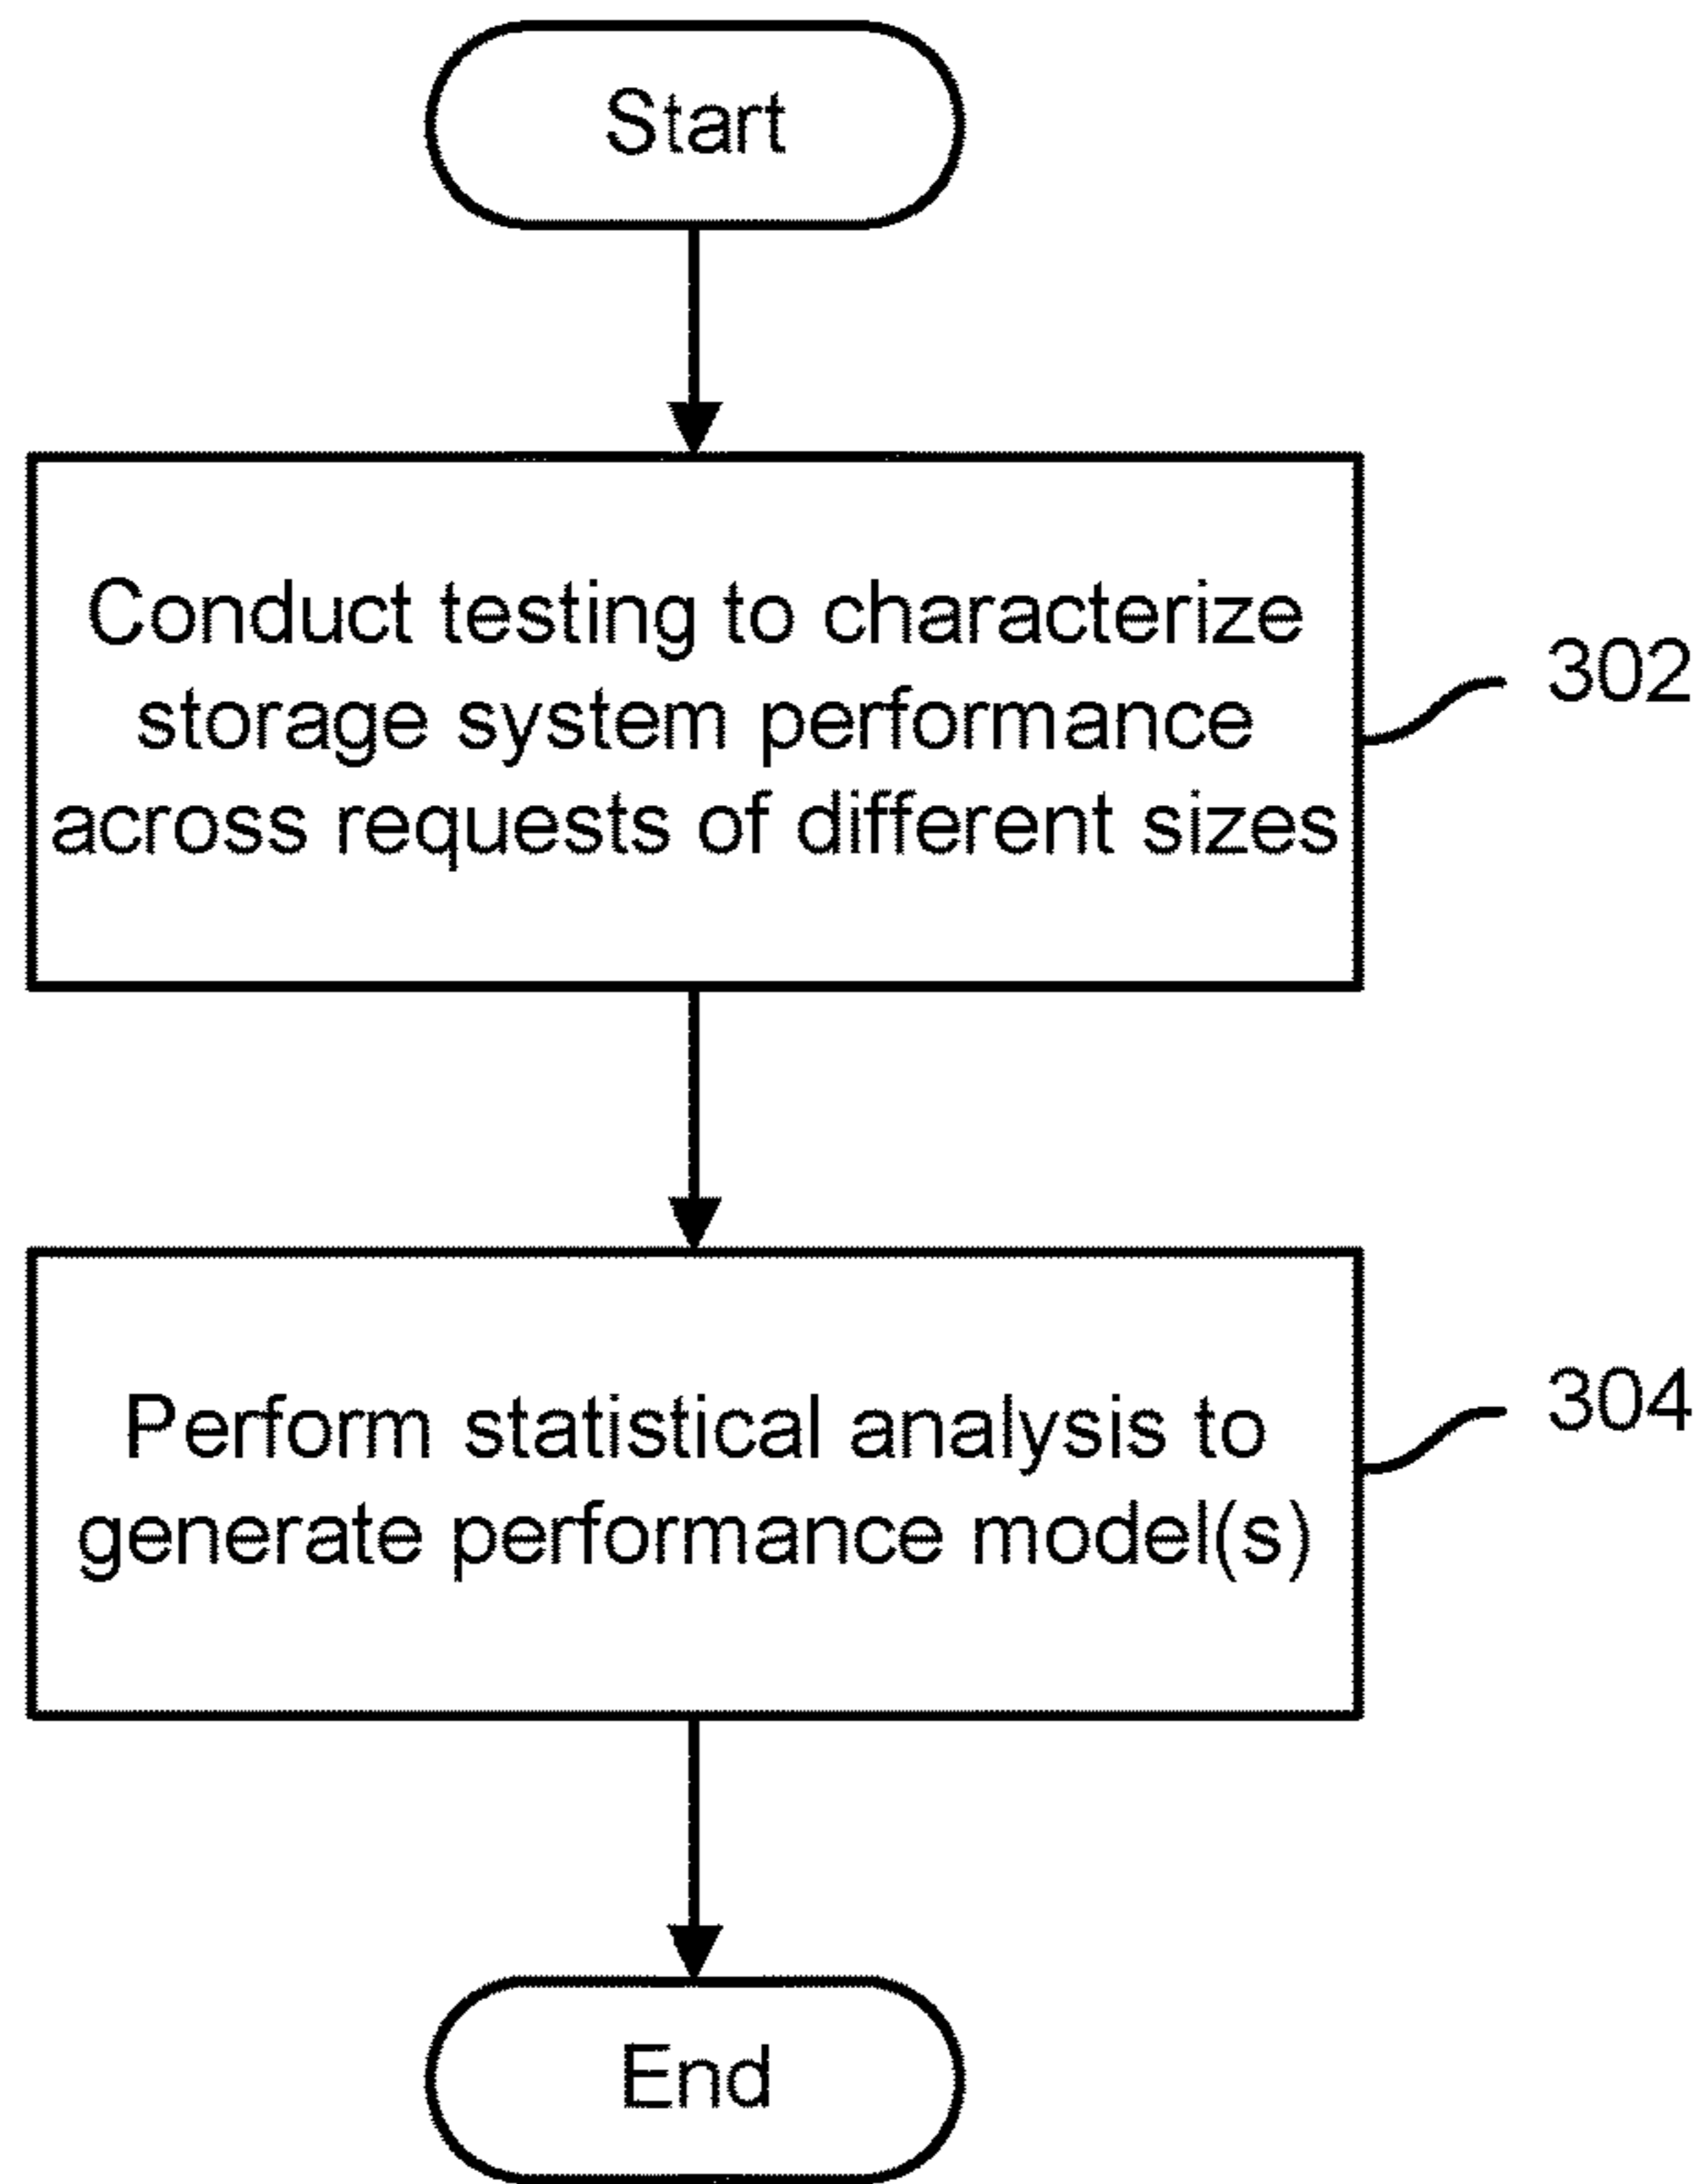 Start
Conduct testing to characterize
storage system performance
across requests of different sizes
302
Perform statistical analysis to
generate performance model(s)
304
End